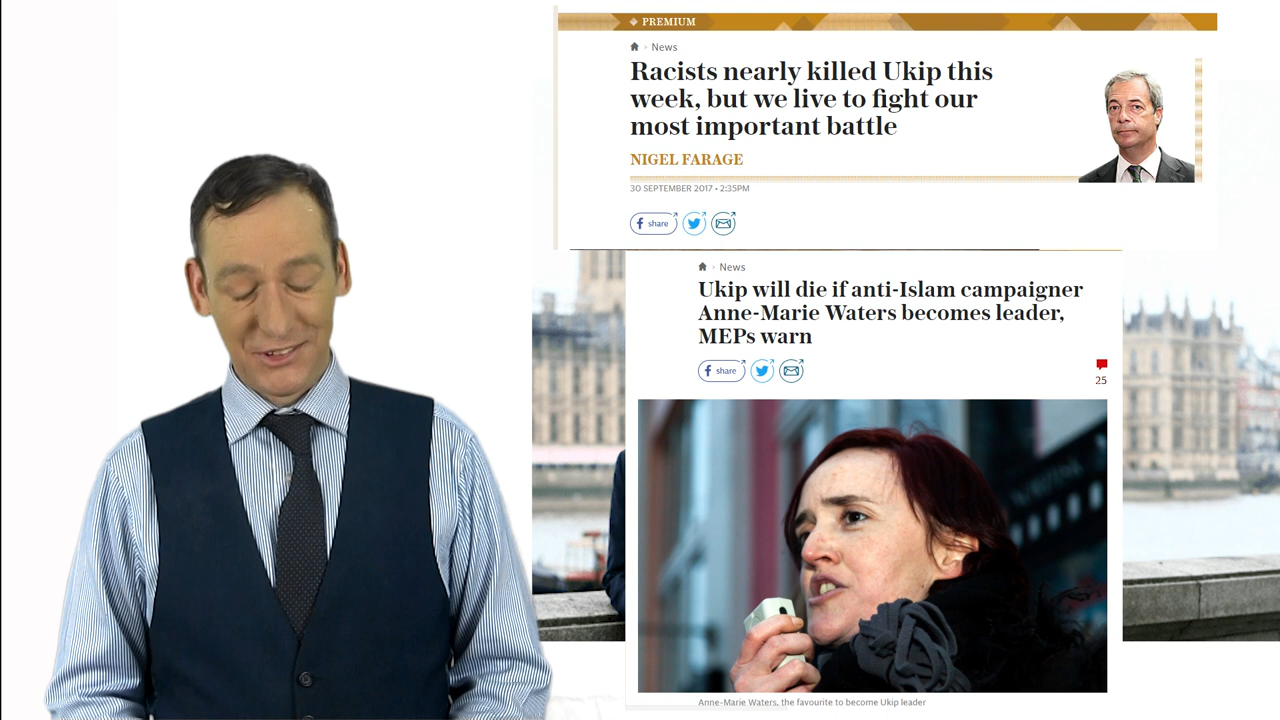 PREMIUM
News
Racists nearly killed Ukip this
week, but we live to fight our
most important battle
NIGEL FARAGE
30 SEPTEMBER 2017 • 2:35PM
share
News
Ukip will die if anti-Islam campaigner
Anne-Marie Waters becomes leader,
MEPs warn
share
25
Anne-Marie Waters, the favourite to become Ukip leader